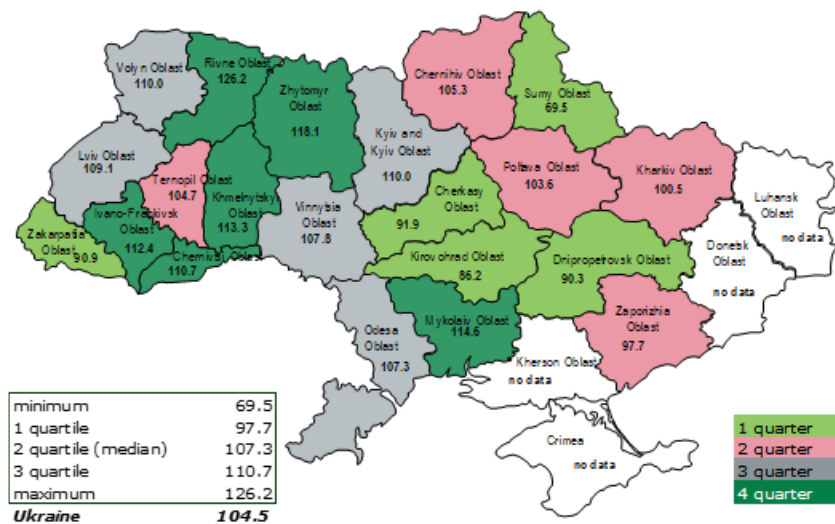 Volyn Oblast
110.0
Rivne Oblast
126.2
Zhytomyr
Oblast
118.1
Kyiv and
Kyiv Oblast
110.0
Chernihiv Oblast
105.3
Sumy Oblast
69.5
Lviv Oblast
109.1
Ternopil Oblast
104.7
Khmelnytskyi
Oblast
113.3
Vinnytsia
Oblast
107.8
Cherkasy
Oblast
91.9
Poltava Oblast
103.6
Kharkiv Oblast
100.5
Luhansk
Oblast
no data
Zakarpattia
Oblast
90.9
Ivano-Frankivsk
Oblast
112.4
Chernivtsi Oblast
110.7
Kirovohrad Oblast
86.2
Dnipropetrovsk Oblast
90.3
Donetsk
Oblast
no data
Odesa
Oblast
107.3
Mykolaiv Oblast
114.6
Zaporizhia
Oblast
97.7
Kherson Oblast
no data
Crimea
no data
minimum 69.5
1 quartile 97.7
2 quartile (median) 107.3
3 quartile 110.7
maximum 126.2
Ukraine 104.5
1 quarter
2 quarter
3 quarter
4 quarter